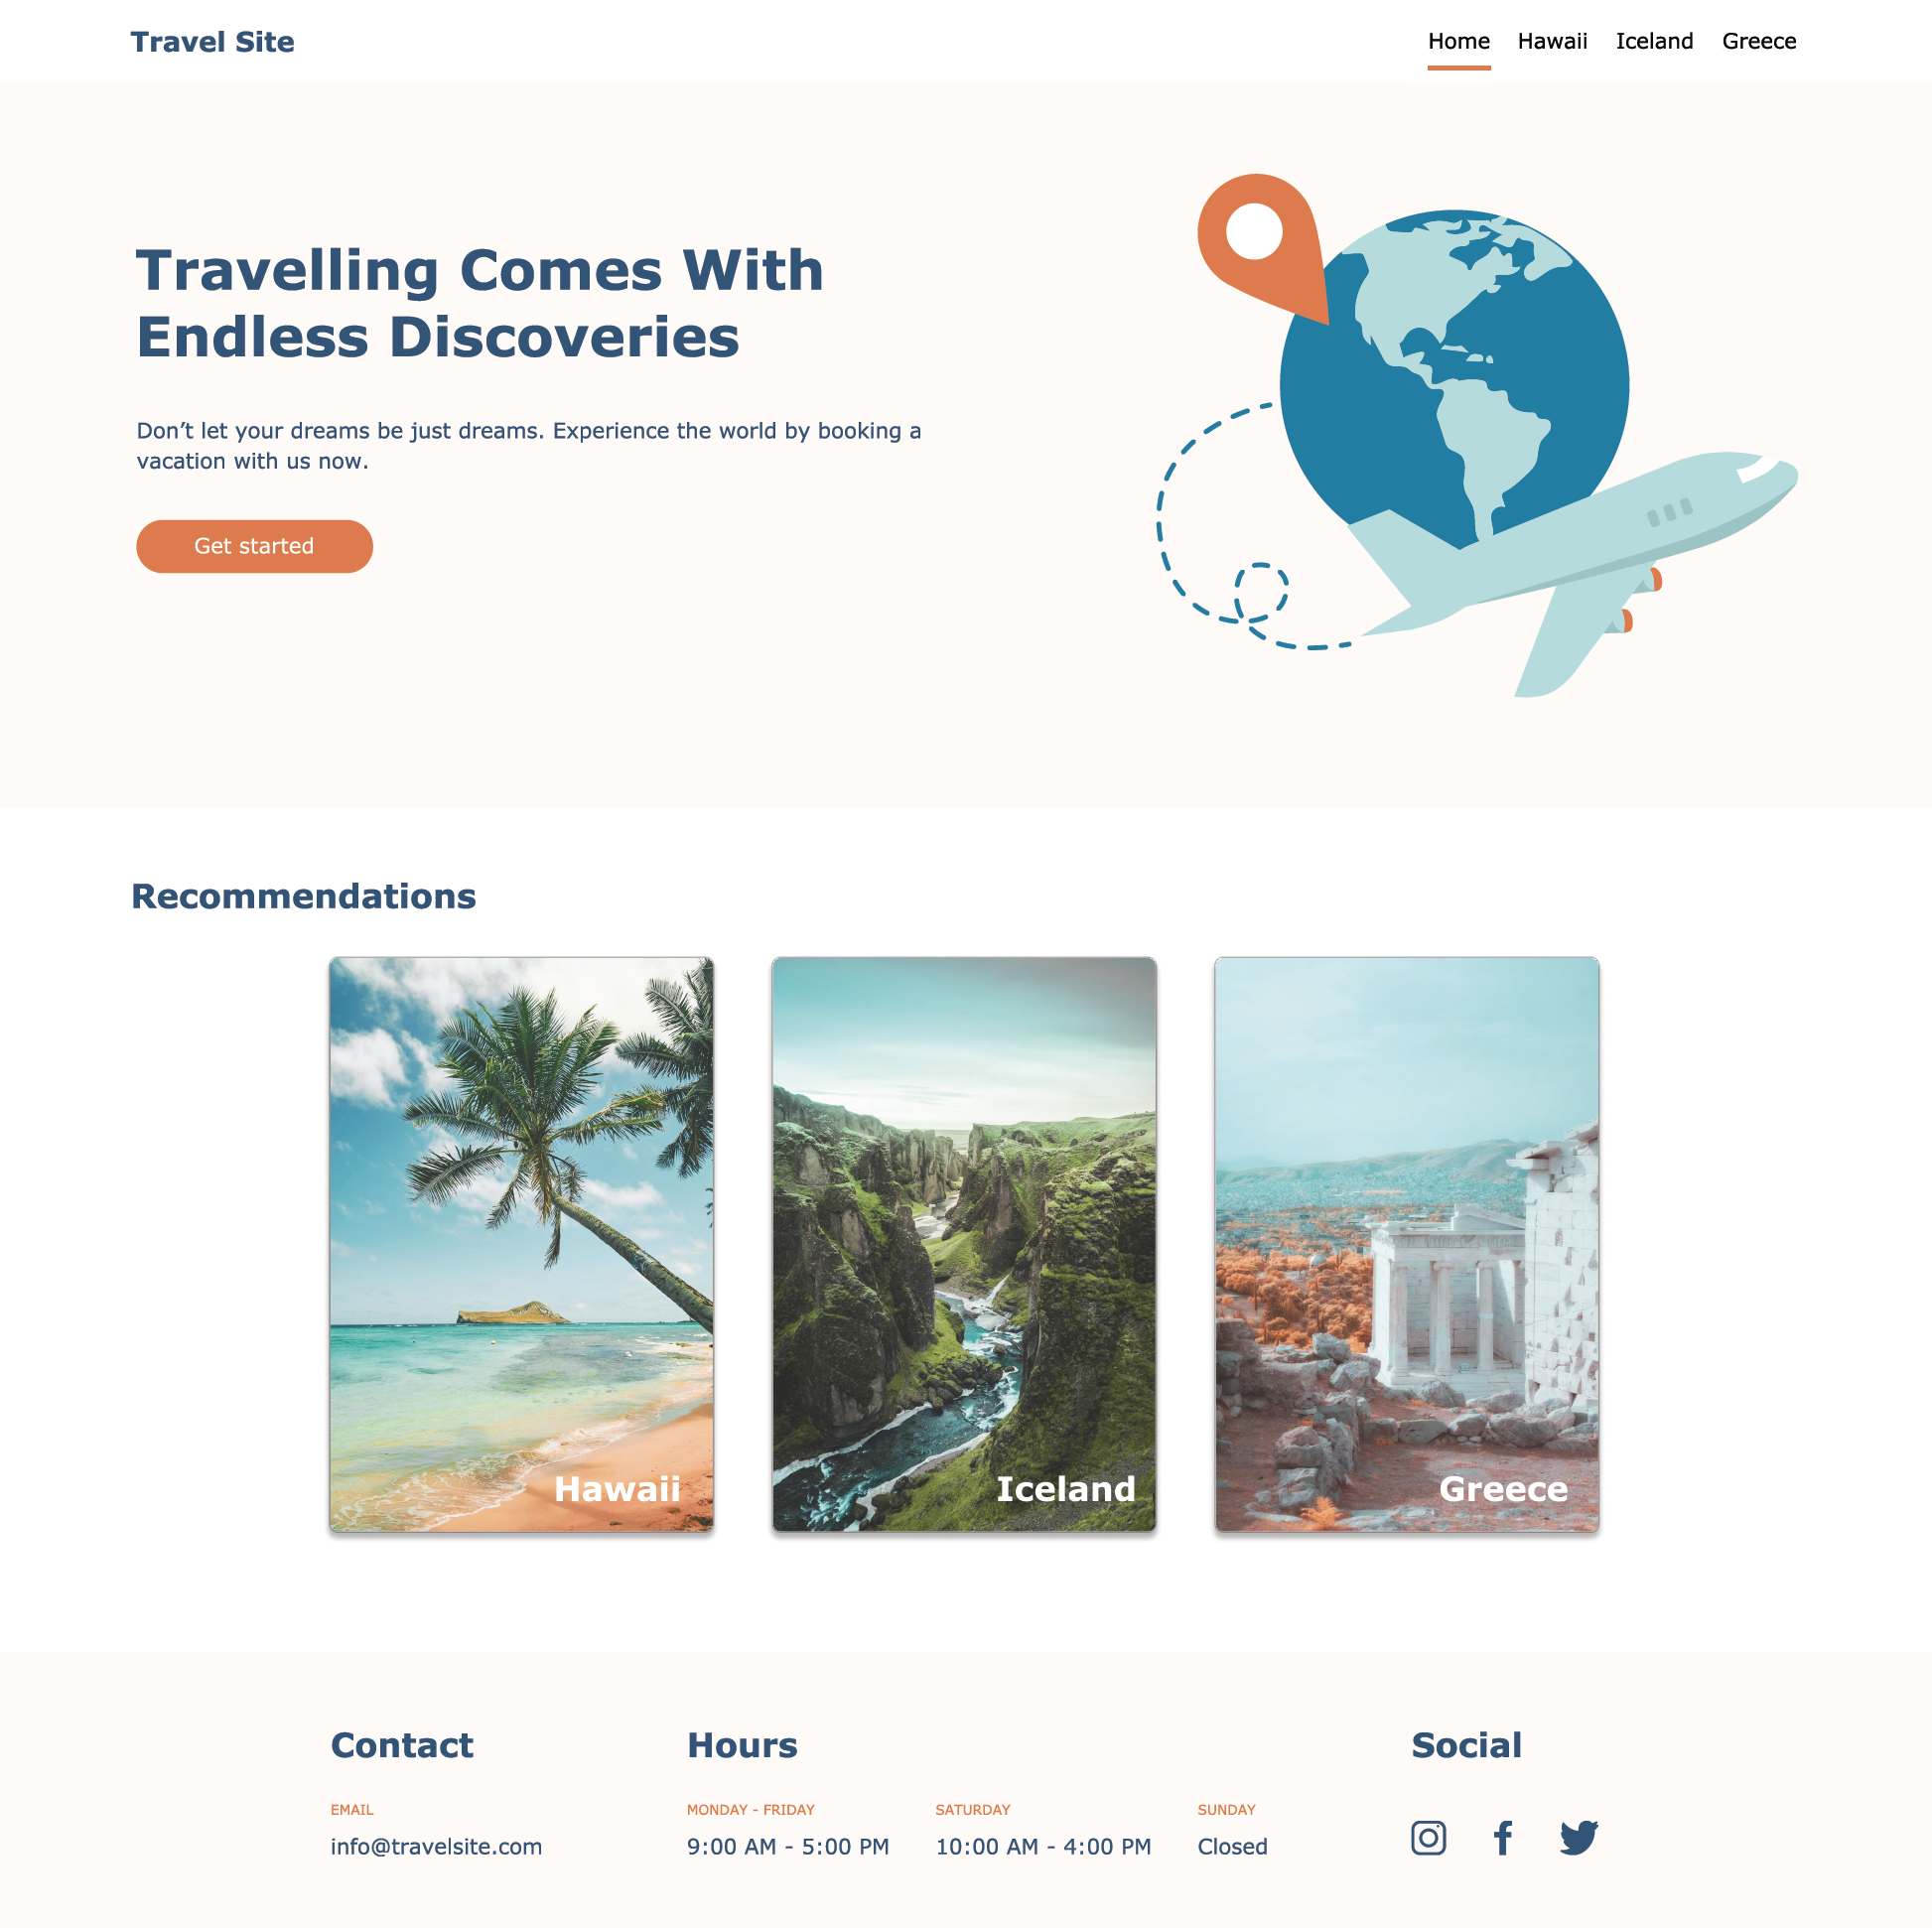 Travel Site
Home Hawaii Iceland Greece
Travelling Comes With
Endless Discoveries
Don’t let your dreams be just dreams. Experience the world by booking a
vacation with us now.
Get started
Recommendations
Hawaii
Iceland
Greece
Contact
EMAIL
info@travelsite.com
Hours
MONDAY - FRIDAY
9:00 AM - 5:00 PM
SATURDAY
10:00 AM - 4:00 PM
SUNDAY
Closed
Social